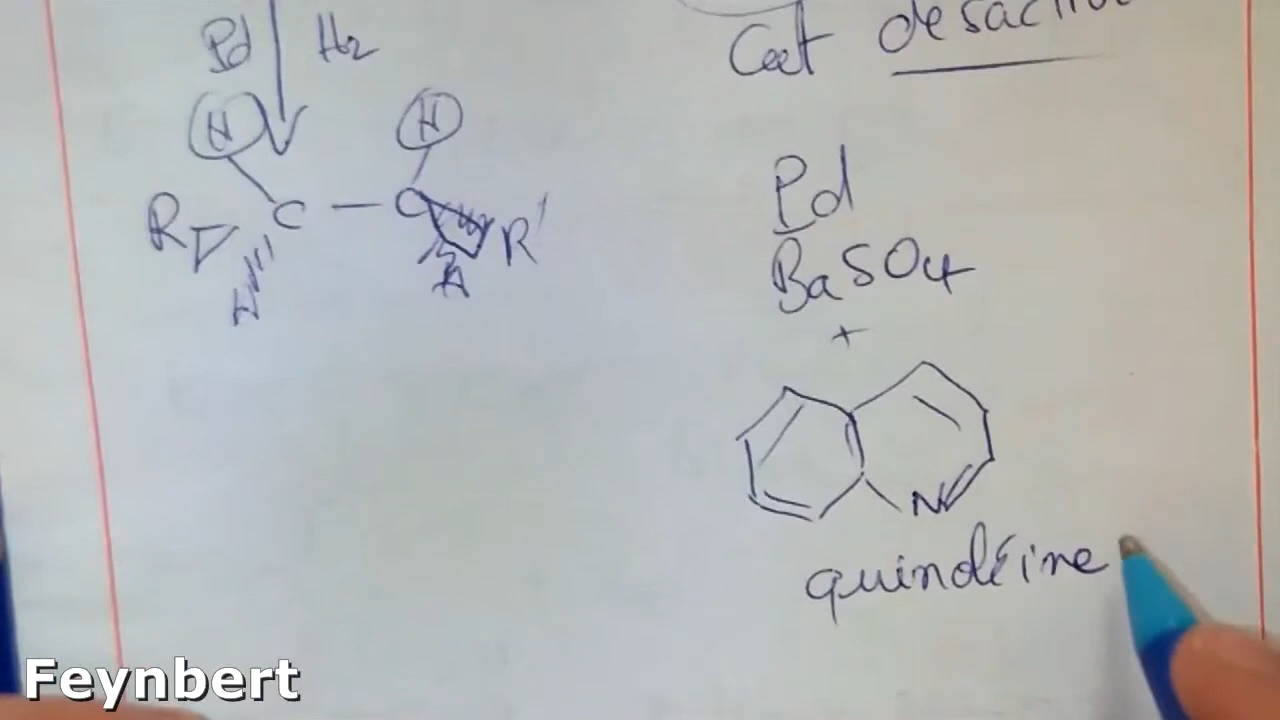 Pd H2
H H
R C — C R'
H H
Cat désactivé
Pd
BaSO4
+
N
quinoléine
Feynbert